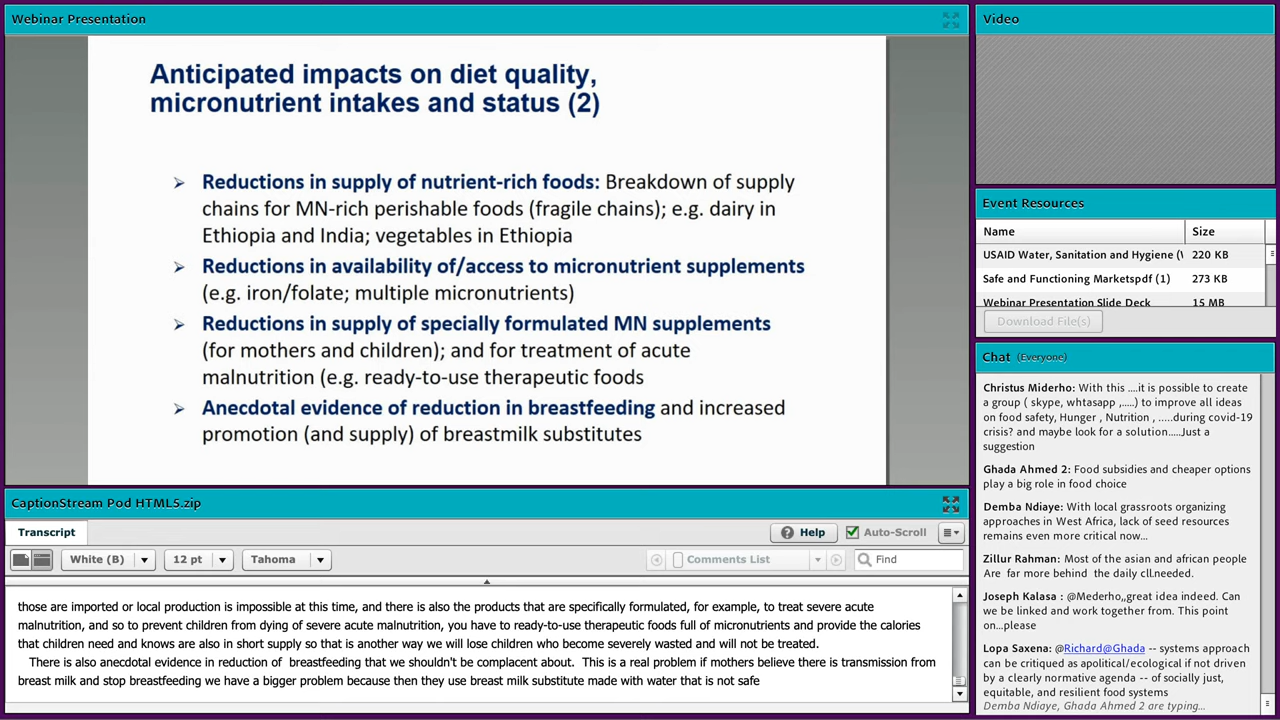 Webinar Presentation
Anticipated impacts on diet quality,
micronutrient intakes and status (2)
➢ Reductions in supply of nutrient-rich foods: Breakdown of supply
chains for MN-rich perishable foods (fragile chains); e.g. dairy in
Ethiopia and India; vegetables in Ethiopia
➢ Reductions in availability of/access to micronutrient supplements
(e.g. iron/folate; multiple micronutrients)
➢ Reductions in supply of specially formulated MN supplements
(for mothers and children); and for treatment of acute
malnutrition (e.g. ready-to-use therapeutic foods
➢ Anecdotal evidence of reduction in breastfeeding and increased
promotion (and supply) of breastmilk substitutes
CaptionStream Pod HTML5.zip
Transcript
Help
Auto-Scroll
White (B)
12 pt
Tahoma
Comments List
Find
those are imported or local production is impossible at this time, and there is also the products that are specifically formulated, for example, to treat severe acute
malnutrition, and so to prevent children from dying of severe acute malnutrition, you have to ready-to-use therapeutic foods full of micronutrients and provide the calories
that children need and knows are also in short supply so that is another way we will lose children who become severely wasted and will not be treated.
There is also anecdotal evidence in reduction of breastfeeding that we shouldn't be complacent about. This is a real problem if mothers believe there is transmission from
breast milk and stop breastfeeding we have a bigger problem because then they use breast milk substitute made with water that is not safe
Video
Event Resources
Name Size
USAID Water, Sanitation and Hygiene (W 220 KB
Safe and Functioning Marketspdf (1) 273 KB
Webinar Presentation Slide Deck 15 MB
Download File(s)
Chat (Everyone)
Christus Miderho: With this ....it is possible to create
a group ( skype, whtasapp ,.....) to improve all ideas
on food safety, Hunger , Nutrition , .....during covid-19
crisis? and maybe look for a solution.....Just a
suggestion
Ghada Ahmed 2: Food subsidies and cheaper options
play a big role in food choice
Demba Ndiaye: With local grassroots organizing
approaches in West Africa, lack of seed resources
remains even more critical now...
Zillur Rahman: Most of the asian and african people
Are far more behind the daily cll.needed.
Joseph Kalasa : @Mederho,,great idea indeed. Can
we be linked and work together from. This point
on...please
Lopa Saxena: @Richard@Ghada -- systems approach
can be critiqued as apolitical/ecological if not driven
by a clearly normative agenda -- of socially just,
equitable, and resilient food systems
Demba Ndiaye, Ghada Ahmed 2 are typing...